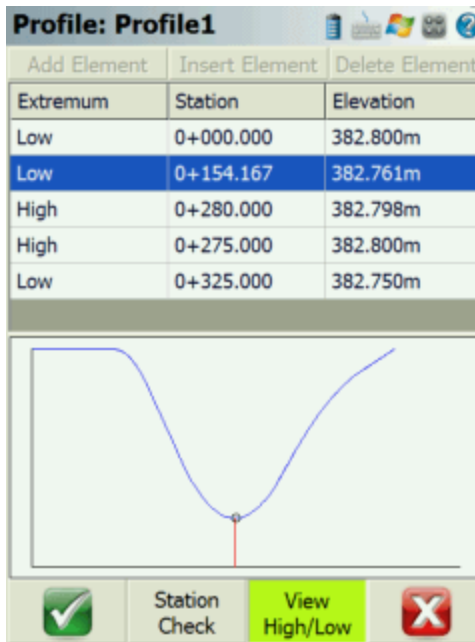 Profile: Profile1
Add Element Insert Element Delete Element
Extremum Station Elevation
Low 0+000.000 382.800m
Low 0+154.167 382.761m
High 0+280.000 382.798m
High 0+275.000 382.800m
Low 0+325.000 382.750m
Station Check
View High/Low